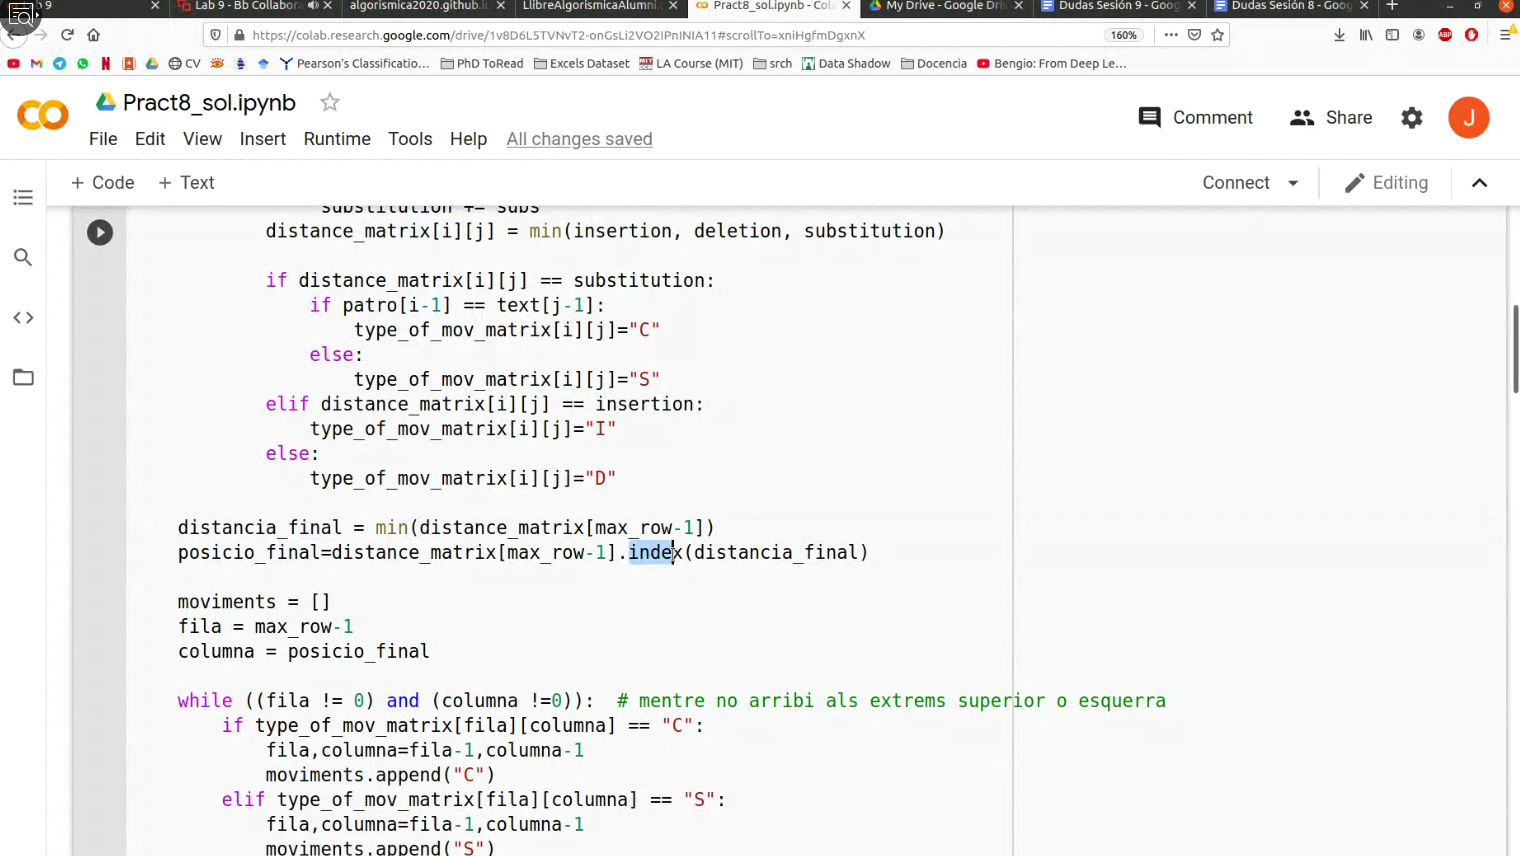 Lab 9
Lab 9 - Bb Collabora
algorismica2020.github.i
LlibreAlgorismicaAlumni.p
Pract8_sol.ipynb - Cola
My Drive - Google Driv
Dudas Sesión 9 - Goog
Dudas Sesión 8 - Goog
https://colab.research.google.com/drive/1v8D6L5TVNvT2-onGsLi2VO2IPnINIA11#scrollTo=xniHgfmDgxnX
160%
CV
Pearson's Classificatio...
PhD ToRead
Excels Dataset
LA Course (MIT)
srch
Data Shadow
Docencia
Bengio: From Deep Le...
Pract8_sol.ipynb
Comment
Share
J
File Edit View Insert Runtime Tools Help All changes saved
+ Code + Text
Connect
Editing
substitution += subs
distance_matrix[i][j] = min(insertion, deletion, substitution)
if distance_matrix[i][j] == substitution:
if patro[i-1] == text[j-1]:
type_of_mov_matrix[i][j]="C"
else:
type_of_mov_matrix[i][j]="S"
elif distance_matrix[i][j] == insertion:
type_of_mov_matrix[i][j]="I"
else:
type_of_mov_matrix[i][j]="D"
distancia_final = min(distance_matrix[max_row-1])
posicio_final=distance_matrix[max_row-1].index(distancia_final)
moviments = []
fila = max_row-1
columna = posicio_final
while ((fila != 0) and (columna !=0)):  # mentre no arribi als extrems superior o esquerra
if type_of_mov_matrix[fila][columna] == "C":
fila,columna=fila-1,columna-1
moviments.append("C")
elif type_of_mov_matrix[fila][columna] == "S":
fila,columna=fila-1,columna-1
moviments.append("S")